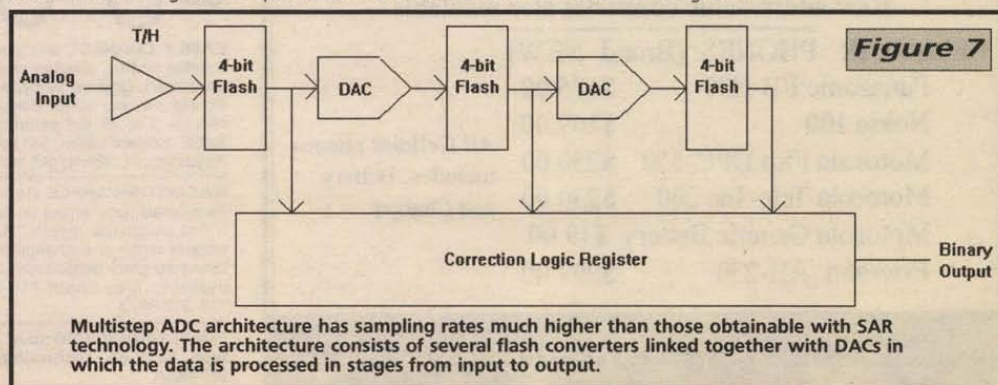 Figure 7
T/H
Analog
Input
4-bit
Flash
DAC
4-bit
Flash
DAC
4-bit
Flash
Correction Logic Register
Binary
Output
Multistep ADC architecture has sampling rates much higher than those obtainable with SAR
technology. The architecture consists of several flash converters linked together with DACs in
which the data is processed in stages from input to output.